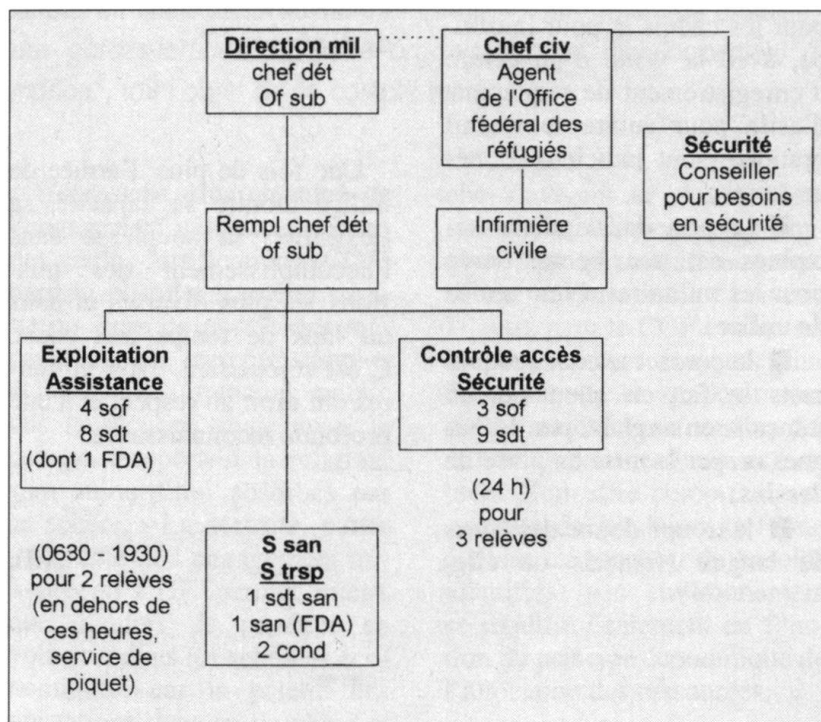 Direction mil
chef dét
Of sub
Chef civ
Agent
de l'Office
fédéral des
réfugiés
Sécurité
Conseiller
pour besoins
en sécurité
Rempl chef dét
of sub
Infirmière
civile
Exploitation
Assistance
4 sof
8 sdt
(dont 1 FDA)
(0630 - 1930)
pour 2 relèves
(en dehors de
ces heures,
service de
piquet)
S san
S trsp
1 sdt san
1 san (FDA)
2 cond
Contrôle accès
Sécurité
3 sof
9 sdt
(24 h)
pour
3 relèves